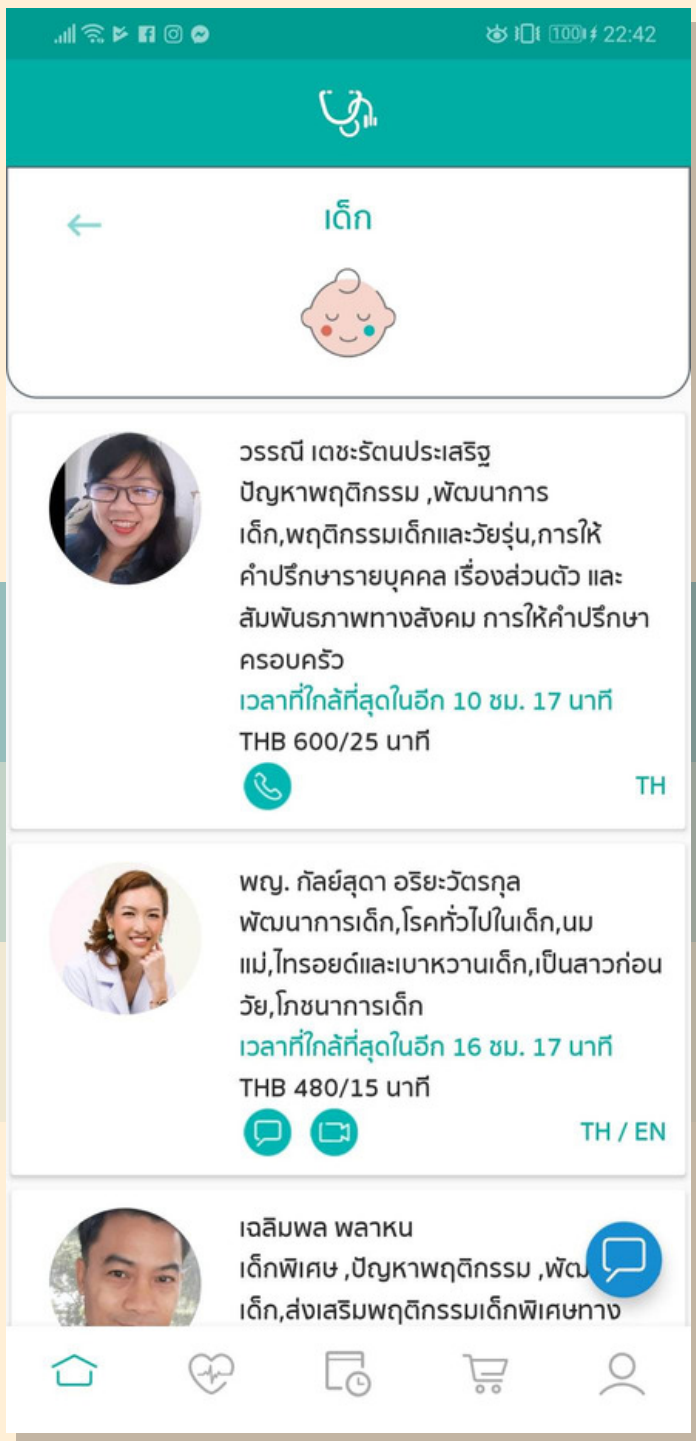 100 22:42
เด็ก
วรรณี เตชะรัตนประเสริฐ
ปัญหาพฤติกรรม ,พัฒนาการ
เด็ก,พฤติกรรมเด็กและวัยรุ่น,การให้
คำปรึกษารายบุคคล เรื่องส่วนตัว และ
สัมพันธภาพทางสังคม การให้คำปรึกษา
ครอบครัว
เวลาที่ใกล้ที่สุดในอีก 10 ชม. 17 นาที
THB 600/25 นาที
TH
พญ. กัลย์สุดา อริยะวัตรกุล
พัฒนาการเด็ก,โรคทั่วไปในเด็ก,นม
แม่,ไทรอยด์และเบาหวานเด็ก,เป็นสาวก่อน
วัย,โภชนาการเด็ก
เวลาที่ใกล้ที่สุดในอีก 16 ชม. 17 นาที
THB 480/15 นาที
TH / EN
เฉลิมพล พลาหน
เด็กพิเศษ ,ปัญหาพฤติกรรม ,พัฒ
เด็ก,ส่งเสริมพฤติกรรมเด็กพิเศษทาง